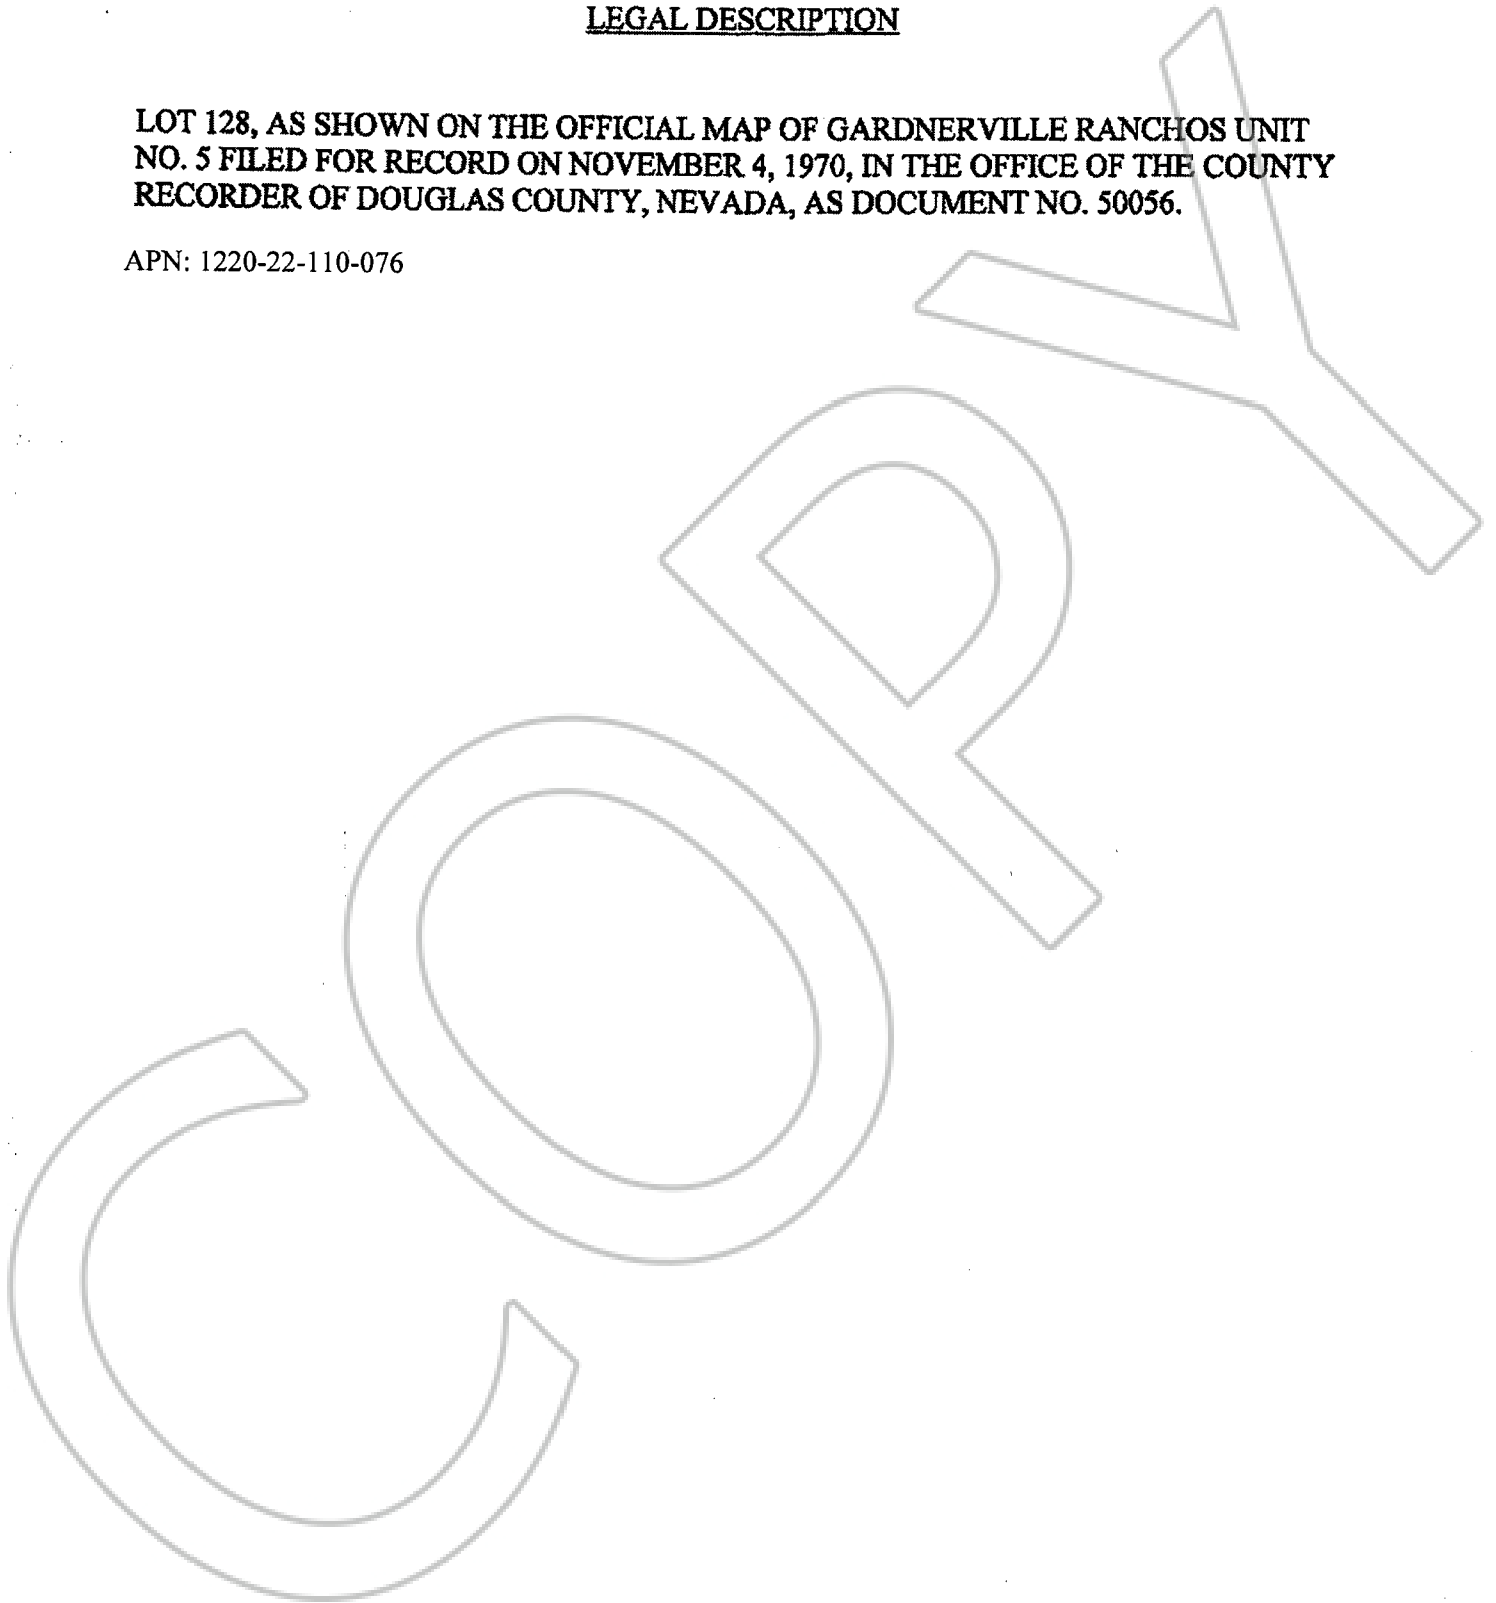 LEGAL DESCRIPTION
LOT 128, AS SHOWN ON THE OFFICIAL MAP OF GARDNERVILLE RANCHOS UNIT
NO. 5 FILED FOR RECORD ON NOVEMBER 4, 1970, IN THE OFFICE OF THE COUNTY
RECORDER OF DOUGLAS COUNTY, NEVADA, AS DOCUMENT NO. 50056.
APN: 1220-22-110-076
COPY